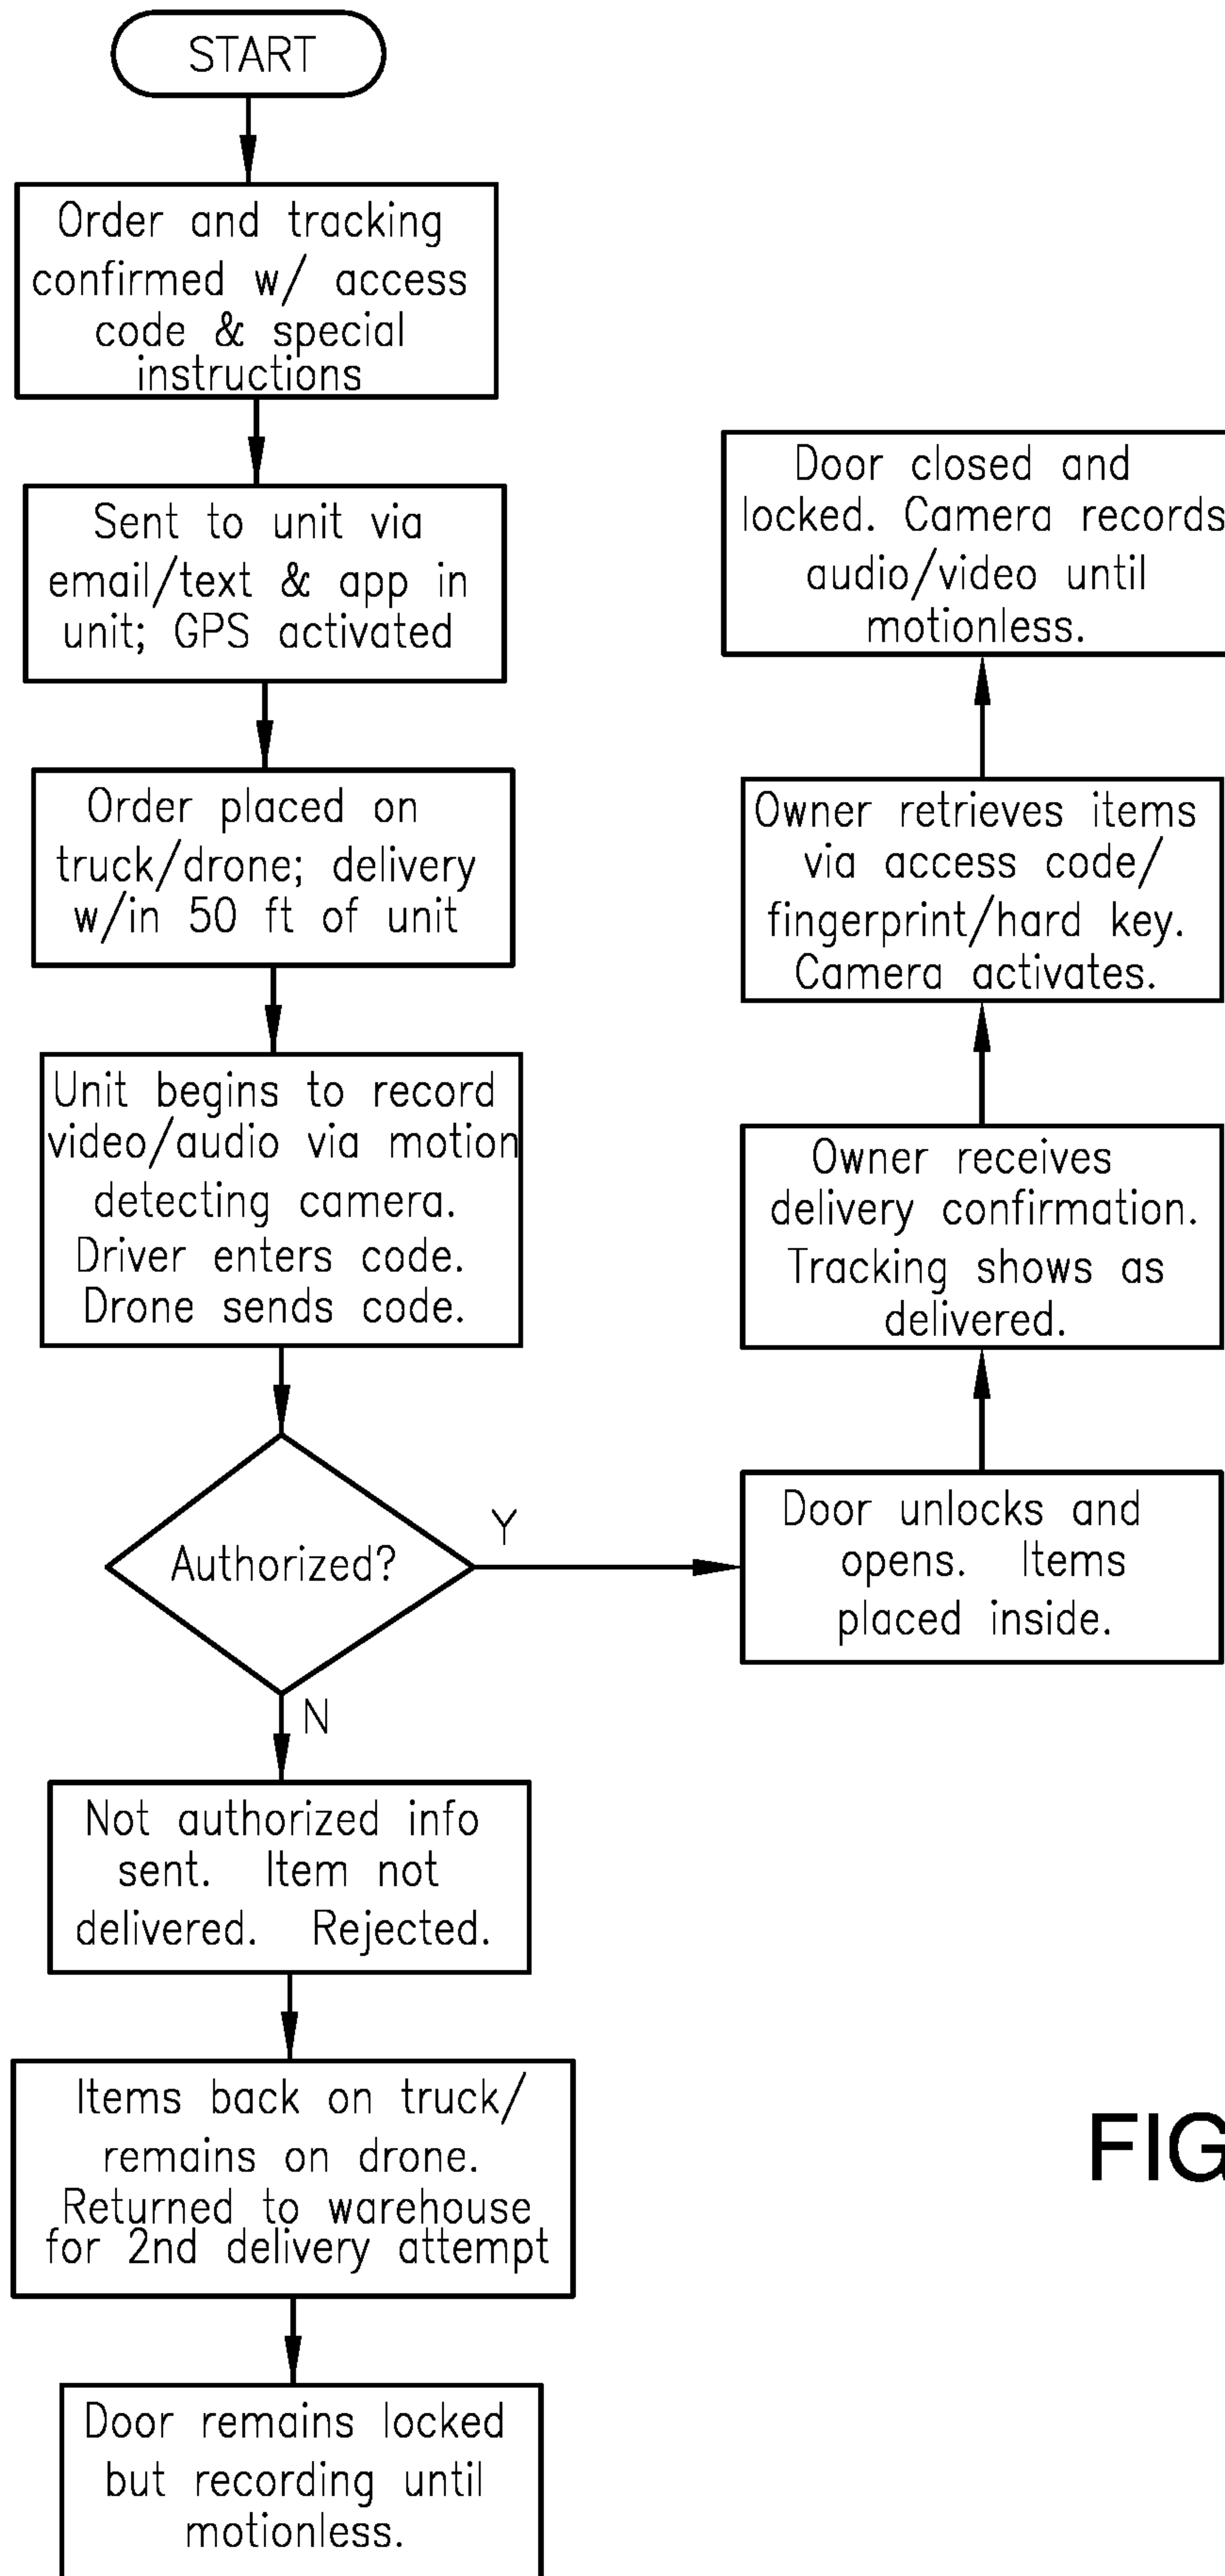 START
Order and tracking
confirmed w/ access
code & special
instructions
Sent to unit via
email/text & app in
unit; GPS activated
Order placed on
truck/drone; delivery
w/in 50 ft of unit
Unit begins to record
video/audio via motion
detecting camera.
Driver enters code.
Drone sends code.
Authorized?
Y
N
Not authorized info
sent. Item not
delivered. Rejected.
Items back on truck/
remains on drone.
Returned to warehouse
for 2nd delivery attempt
Door remains locked
but recording until
motionless.
Door unlocks and
opens. Items
placed inside.
Owner receives
delivery confirmation.
Tracking shows as
delivered.
Owner retrieves items
via access code/
fingerprint/hard key.
Camera activates.
Door closed and
locked. Camera records
audio/video until
motionless.
FIG